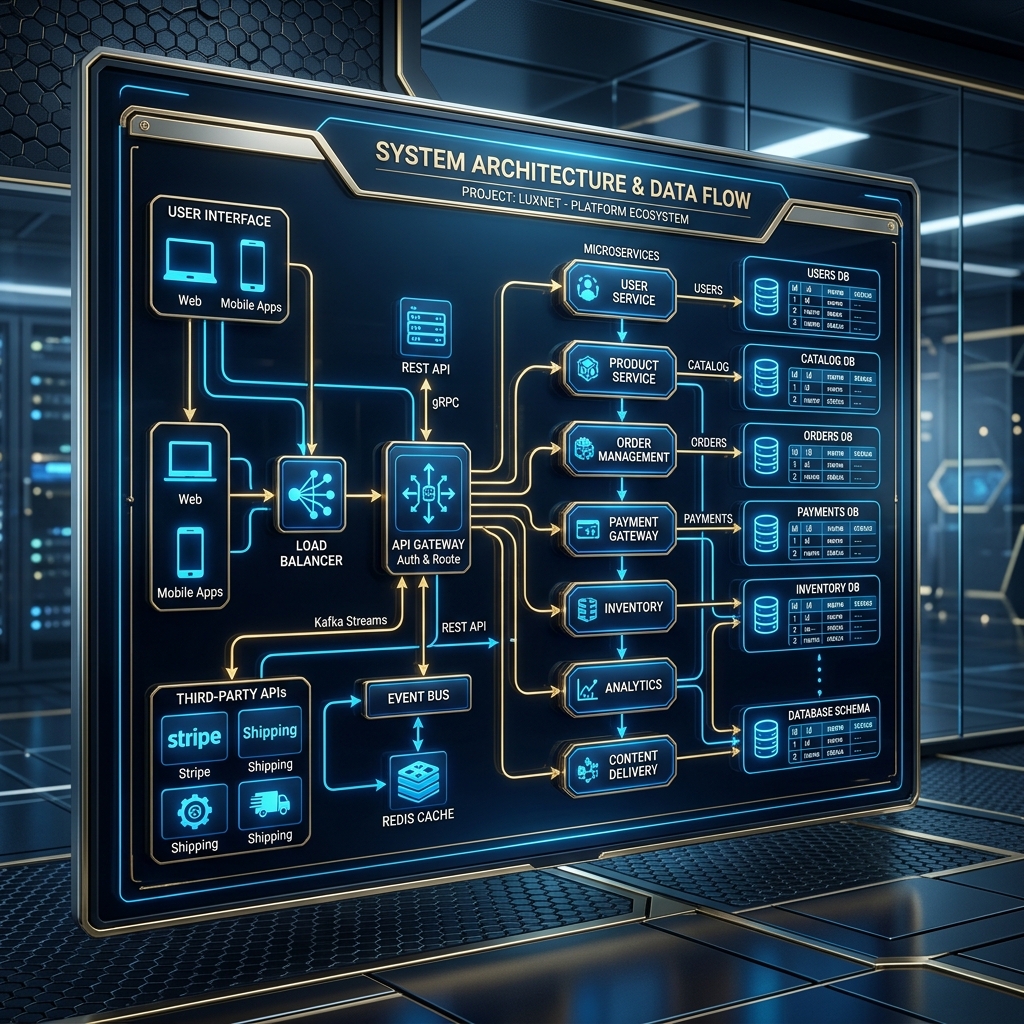 SYSTEM ARCHITECTURE & DATA FLOW
PROJECT: LUXNET - PLATFORM ECOSYSTEM
USER INTERFACE
Web
Mobile Apps
REST API
gRPC
Web
Mobile Apps
LOAD
BALANCER
API GATEWAY
Auth & Route
Kafka Streams
REST API
THIRD-PARTY APIs
stripe
Stripe
Shipping
Shipping
Shipping
Shipping
EVENT BUS
REDIS CACHE
MICROSERVICES
USER
SERVICE
PRODUCT
SERVICE
ORDER
MANAGEMENT
PAYMENT
GATEWAY
INVENTORY
ANALYTICS
CONTENT
DELIVERY
USERS
CATALOG
ORDERS
PAYMENTS
USERS DB
CATALOG DB
ORDERS OB
PAYMENTS OB
INVENTORY DB
DATABASE SCHEMA